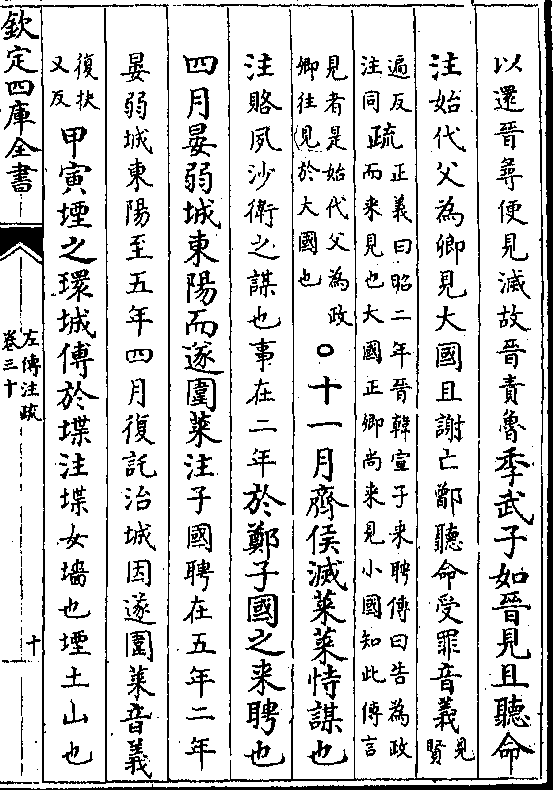 以還晉尋便見滅故晉責魯季武子如晉見且聽命
注始代父為卿見大國且謝亡鄫聽命受罪音義見賢
遍反注同疏正義曰昭二年晉韓宣子來聘傳曰告為政而來見也大國正卿尚來見小國知此傳言
見者是始代父為政卿往見於大國也○十一月齊侯滅萊萊恃謀也
注賂夙沙衛之謀也事在二年於鄭子國之來聘也
四月晏弱城東陽而遂圍萊注子國聘在五年二年
晏弱城東陽至五年四月復託治城因遂圍萊音義
復扶又反甲寅堙之環城傅於堞注堞女墻也堙土山也
欽定四庫全書
左傳注疏
卷三十
十